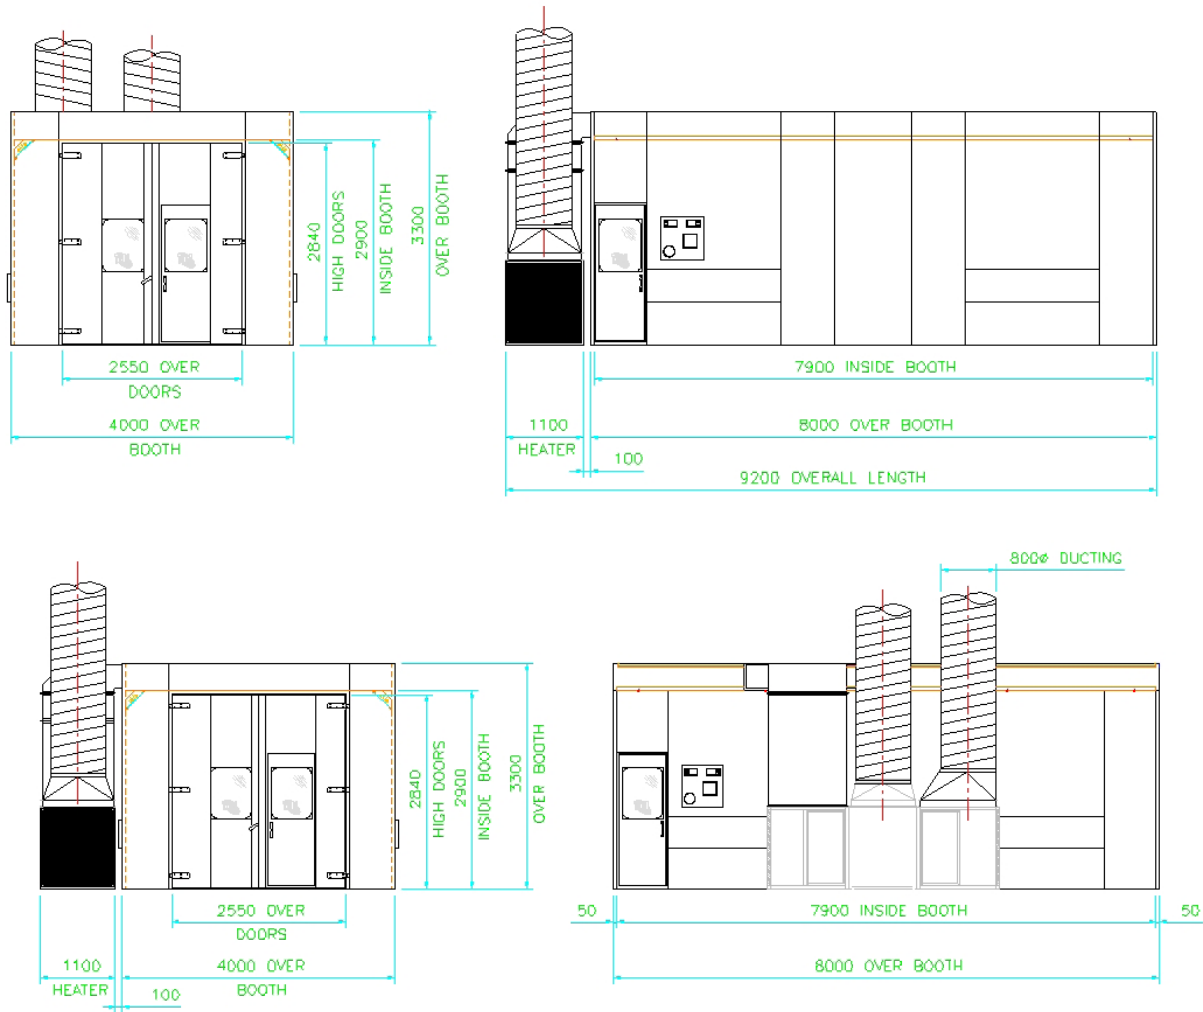 2840
HIGH DOORS
2900
INSIDE BOOTH
3300
OVER BOOTH
2550 OVER
DOORS
4000 OVER
BOOTH
7900 INSIDE BOOTH
1100
HEATER
8000 OVER BOOTH
100
9200 OVERALL LENGTH
800ø DUCTING
2840
HIGH DOORS
2900
INSIDE BOOTH
3300
OVER BOOTH
2550 OVER
DOORS
1100
HEATER
4000 OVER
BOOTH
100
50
7900 INSIDE BOOTH
50
8000 OVER BOOTH